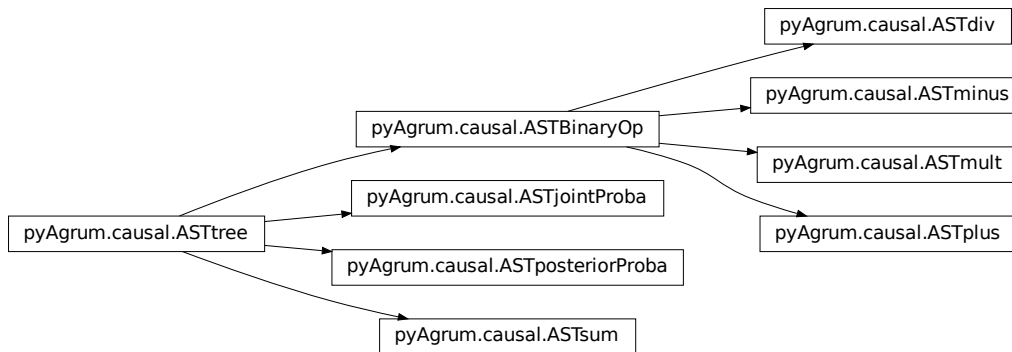 pyAgrum.causal.ASTdiv
pyAgrum.causal.ASTminus
pyAgrum.causal.ASTBinaryOp
pyAgrum.causal.ASTmult
pyAgrum.causal.ASTjointProba
pyAgrum.causal.ASTtree
pyAgrum.causal.ASTplus
pyAgrum.causal.ASTposteriorProba
pyAgrum.causal.ASTsum